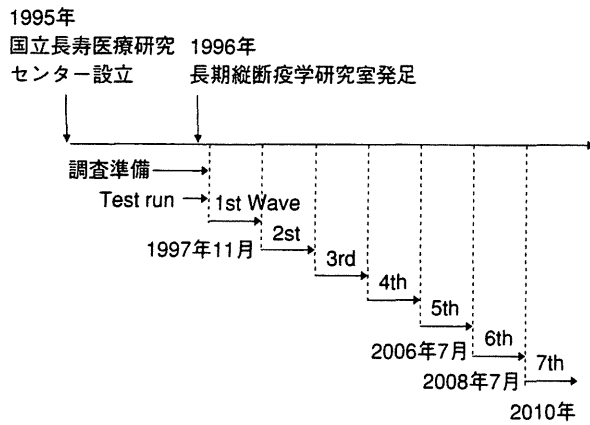 1995年
国立長寿医療研究
センター設立
1996年
長期縦断疫学研究室発足
調査準備
Test run
1st Wave
1997年11月
2st
3rd
4th
5th
2006年7月
6th
2008年7月
7th
2010年